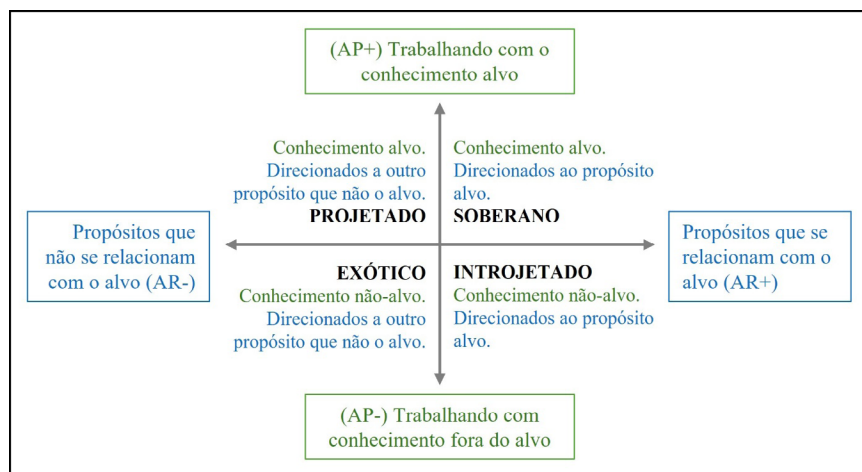 (AP+) Trabalhando com o
conhecimento alvo
Conhecimento alvo.
Direcionados a outro
propósito que não o alvo.
PROJETADO
Conhecimento alvo.
Direcionados ao propósito
alvo.
SOBERANO
Propósitos que
não se relacionam
com o alvo (AR-)
Propósitos que se
relacionam com o
alvo (AR+)
EXÓTICO
Conhecimento não-alvo.
Direcionados a outro
propósito que não o alvo.
INTROJETADO
Conhecimento não-alvo.
Direcionados ao propósito
alvo.
(AP-) Trabalhando com
conhecimento fora do alvo